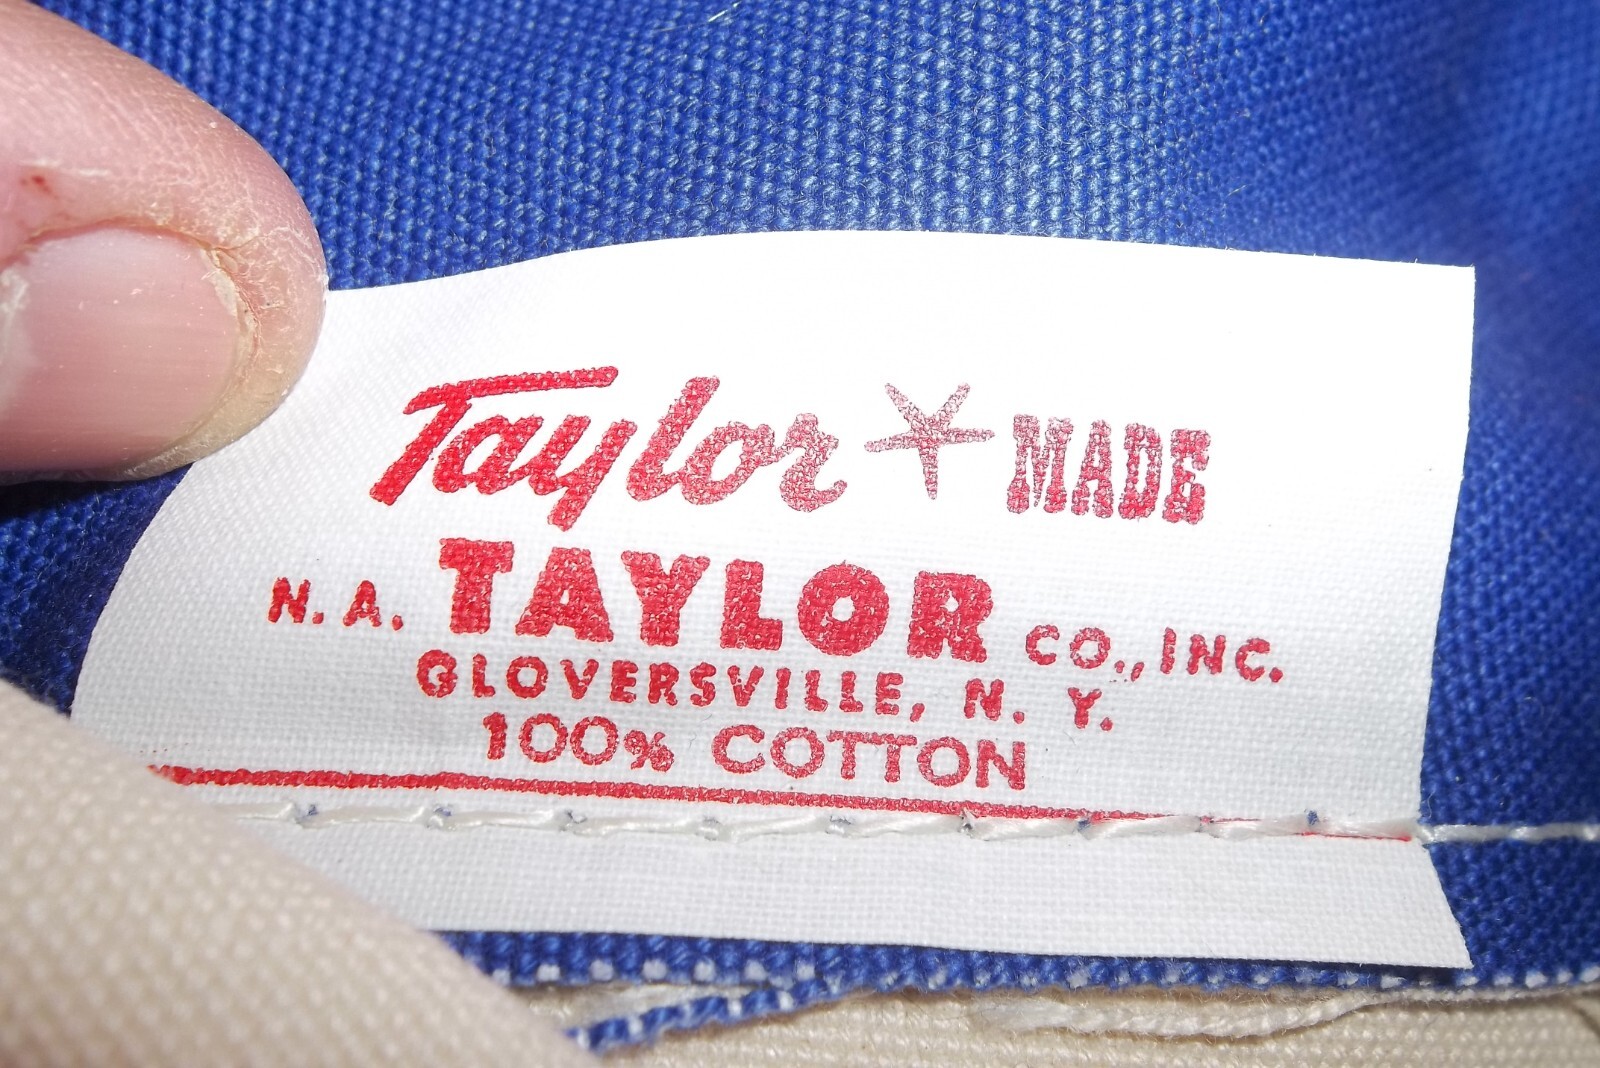 Taylor MADE
N. A. TAYLOR CO., INC.
GLOVERSVILLE, N. Y.
100% COTTON